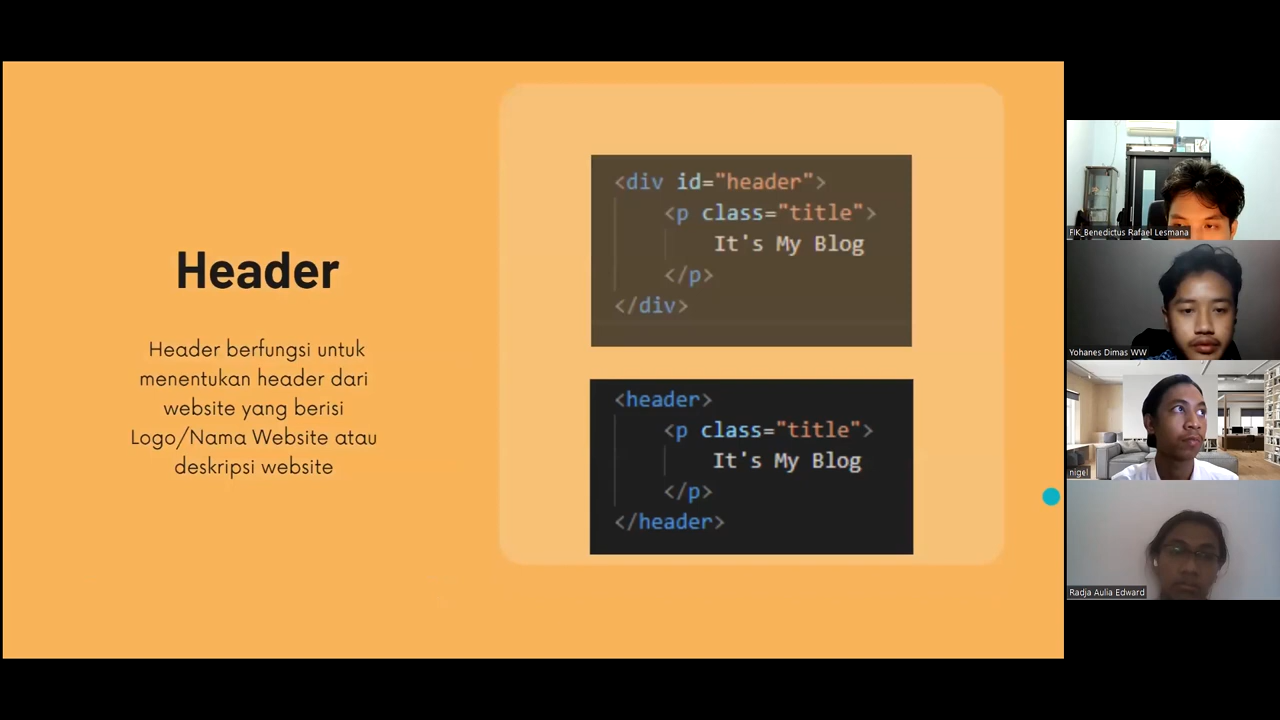 Header
Header berfungsi untuk
menentukan header dari
website yang berisi
Logo/Nama Website atau
deskripsi website
<div id="header">
<p class="title">
It's My Blog
</p>
</div>
<header>
<p class="title">
It's My Blog
</p>
</header>
FIK_Benedictus Rafael Lesmana
Yohanes Dimas WW
nigel
Radja Aulia Edward